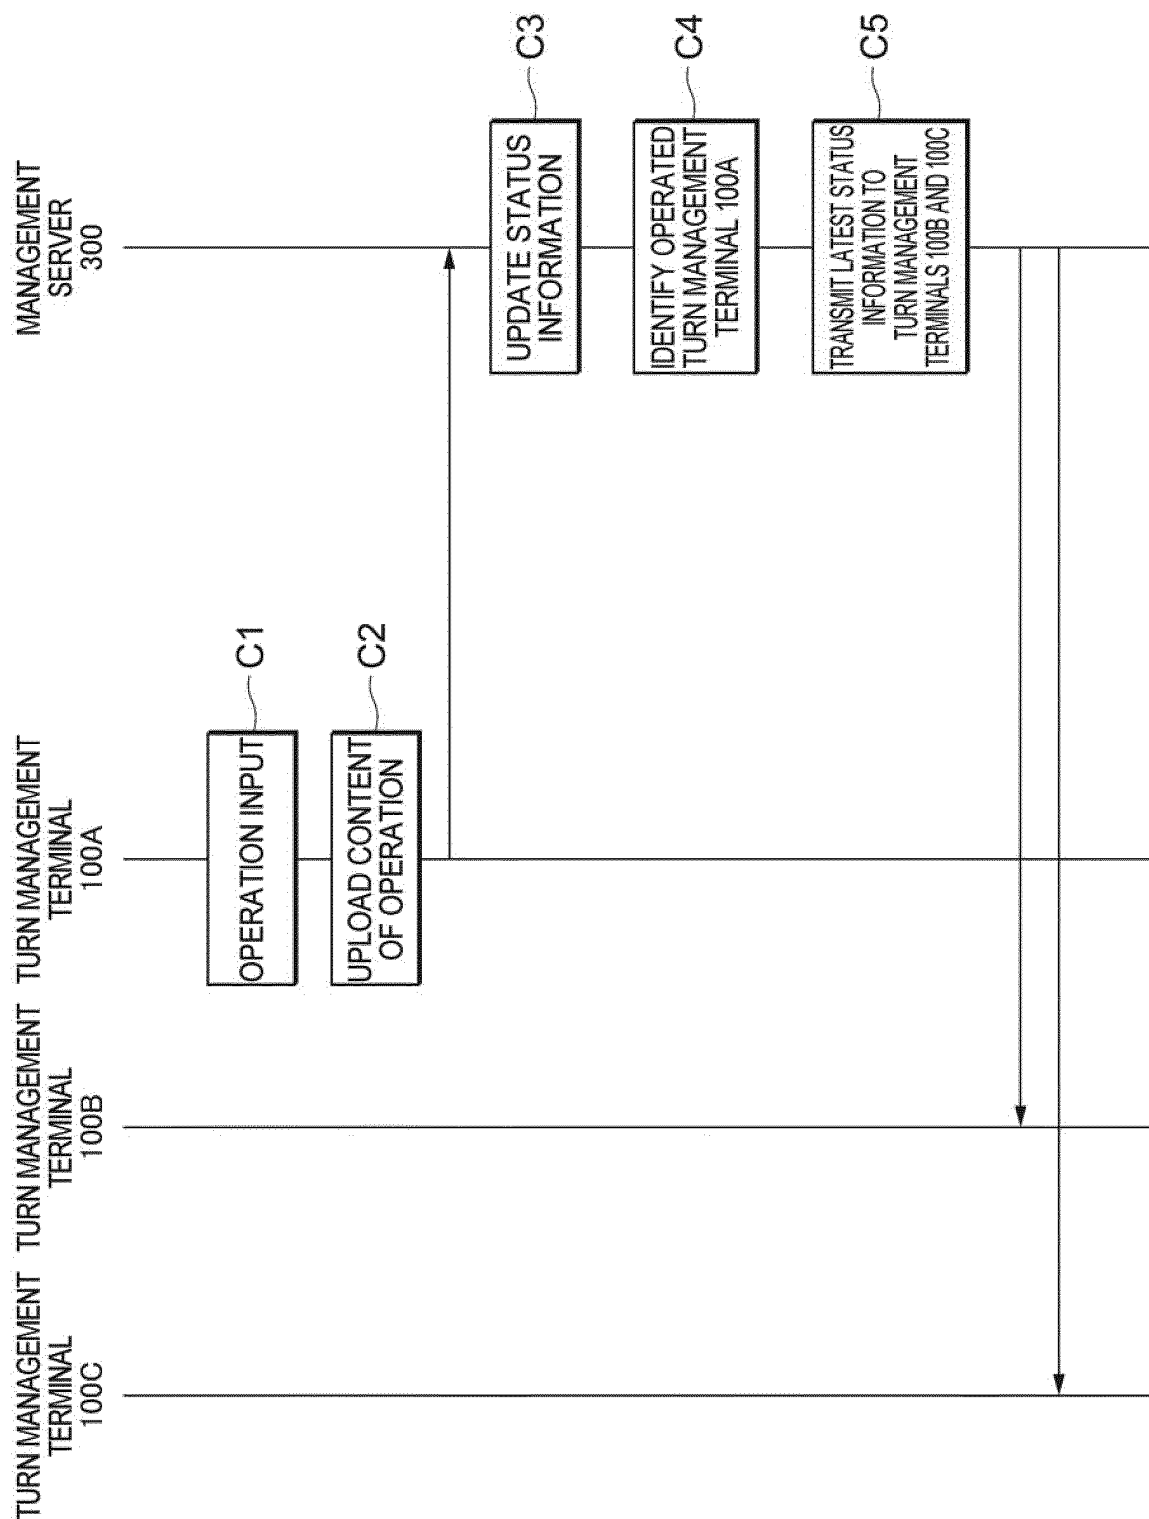 TURN MANAGEMENT
TERMINAL
100C
TURN MANAGEMENT
TERMINAL
100B
TURN MANAGEMENT
TERMINAL
100A
MANAGEMENT
SERVER
300
OPERATION INPUT
C1
UPLOAD CONTENT
OF OPERATION
C2
UPDATE STATUS
INFORMATION
C3
IDENTIFY OPERATED
TURN MANAGEMENT
TERMINAL 100A
C4
TRANSMIT LATEST STATUS
INFORMATION TO
TURN MANAGEMENT
TERMINALS 100B AND 100C
C5